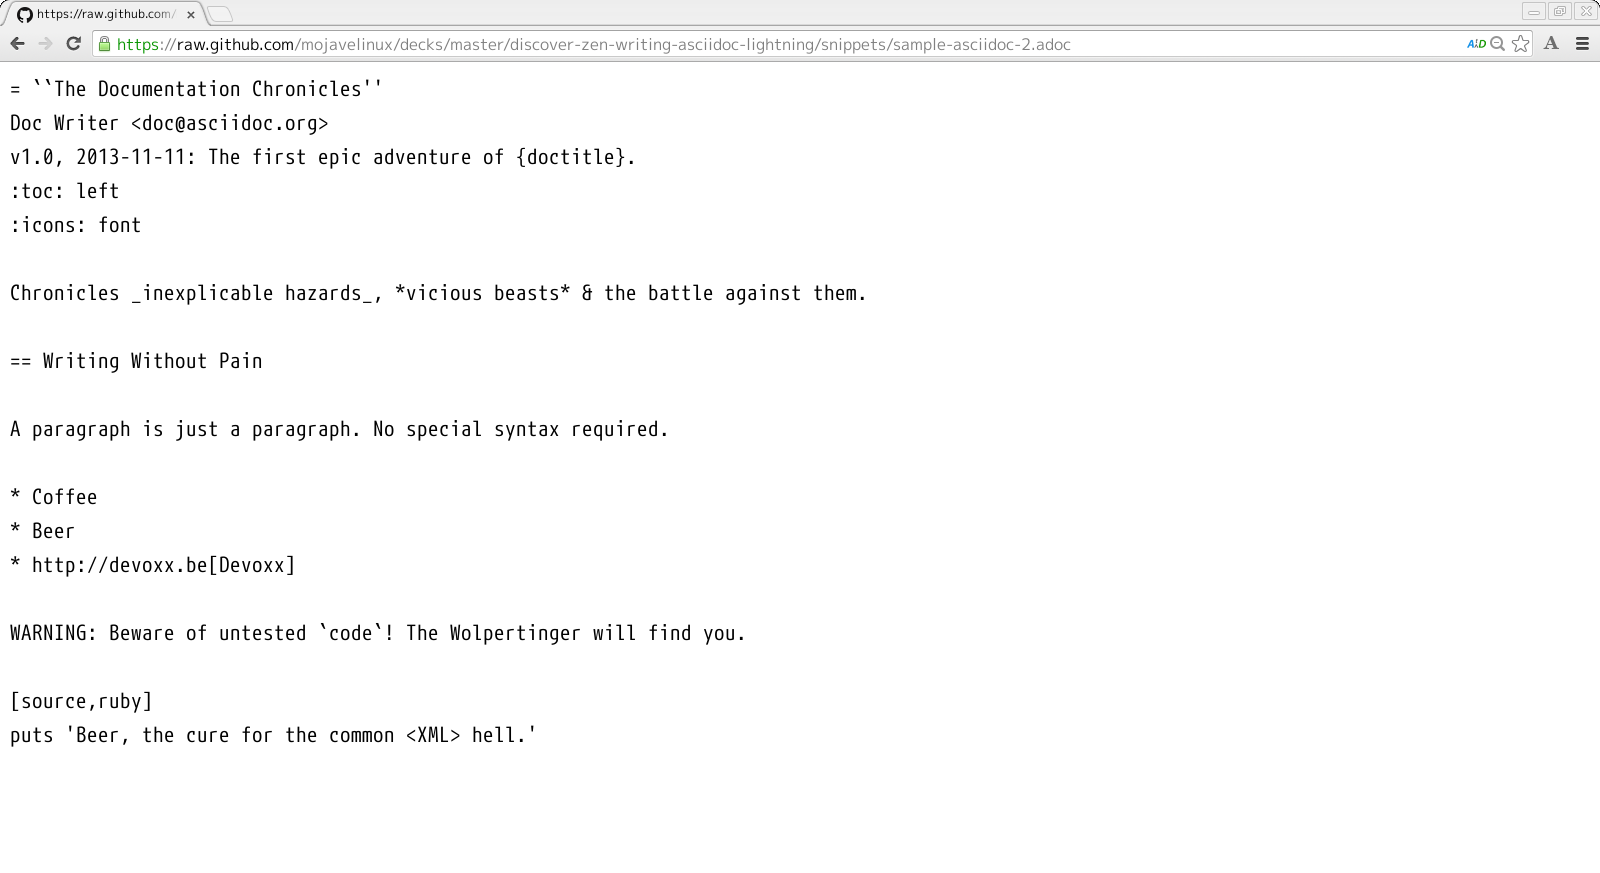 https://raw.github.com/
https://raw.github.com/mojavelinux/decks/master/discover-zen-writing-asciidoc-lightning/snippets/sample-asciidoc-2.adoc
A
= ``The Documentation Chronicles''
Doc Writer <doc@asciidoc.org>
v1.0, 2013-11-11: The first epic adventure of {doctitle}.
:toc: left
:icons: font
Chronicles _inexplicable hazards_, *vicious beasts* & the battle against them.
== Writing Without Pain
A paragraph is just a paragraph. No special syntax required.
* Coffee
* Beer
* http://devoxx.be[Devoxx]
WARNING: Beware of untested `code`! The Wolpertinger will find you.
[source,ruby]
puts 'Beer, the cure for the common <XML> hell.'